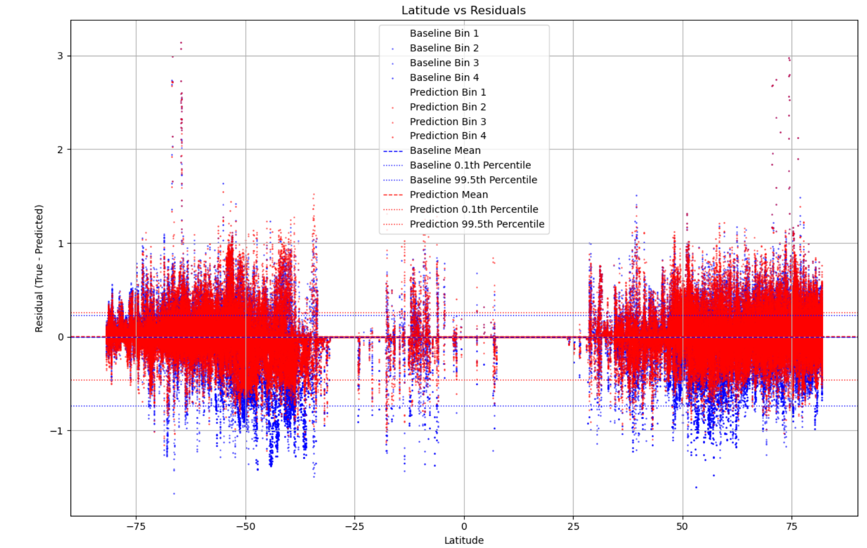 Latitude vs Residuals
3
2
1
0
−1
Residual (True - Predicted)
Baseline Bin 1
Baseline Bin 2
Baseline Bin 3
Baseline Bin 4
Prediction Bin 1
Prediction Bin 2
Prediction Bin 3
Prediction Bin 4
Baseline Mean
Baseline 0.1th Percentile
Baseline 99.5th Percentile
Prediction Mean
Prediction 0.1th Percentile
Prediction 99.5th Percentile
−75 −50 −25 0 25 50 75
Latitude